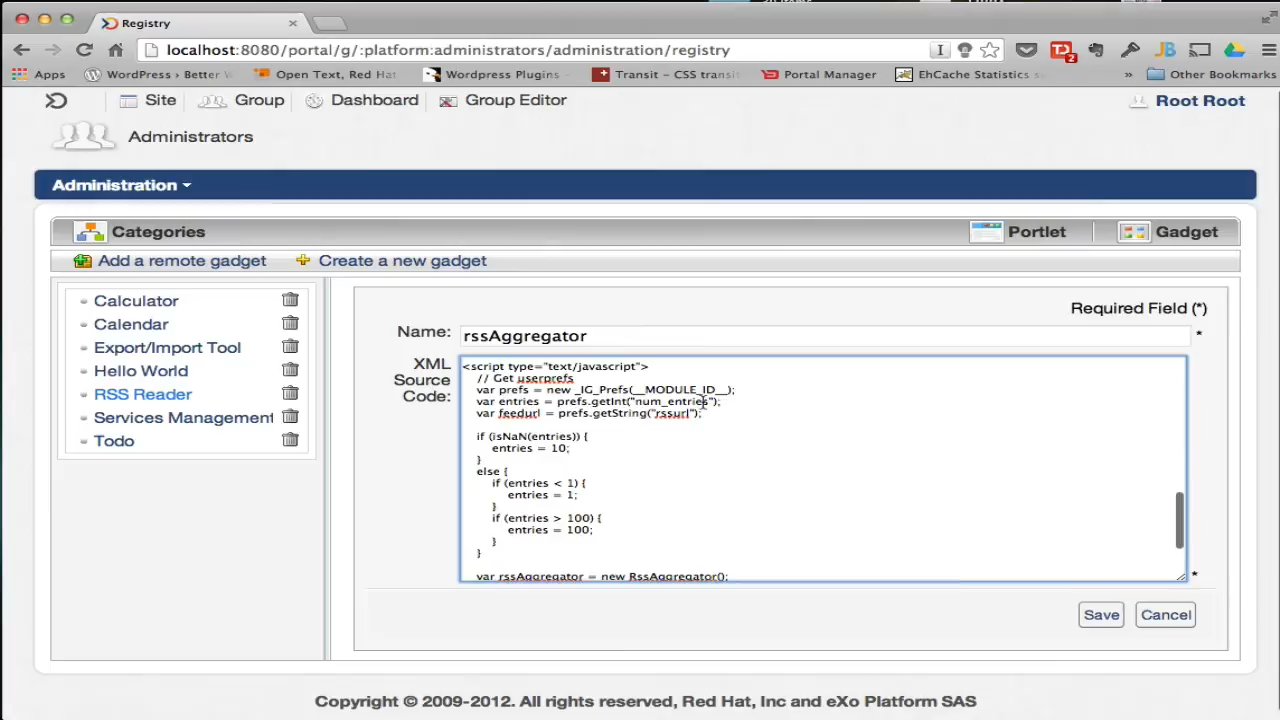 Registry
localhost:8080/portal/g/:platform:administrators/administration/registry
Apps WordPress › Better W Open Text, Red Hat, Wordpress Plugins - Transit - CSS transit Portal Manager EhCache Statistics » Other Bookmarks
Site Group Dashboard Group Editor Root Root
Administrators
Administration
Categories Portlet Gadget
Add a remote gadget Create a new gadget
Calculator
Calendar
Export/Import Tool
Hello World
RSS Reader
Services Management
Todo
Required Field (*)
Name: rssAggregator *
XML Source Code:
<script type="text/javascript">
// Get userprefs
var prefs = new _IG_Prefs(__MODULE_ID__);
var entries = prefs.getInt("num_entries");
var feedurl = prefs.getString("rssurl");
if (isNaN(entries)) {
entries = 10;
}
else {
if (entries < 1) {
entries = 1;
}
if (entries > 100) {
entries = 100;
}
}
var rssAggregator = new RssAggregator();
*
Save Cancel
Copyright © 2009-2012. All rights reserved, Red Hat, Inc and eXo Platform SAS